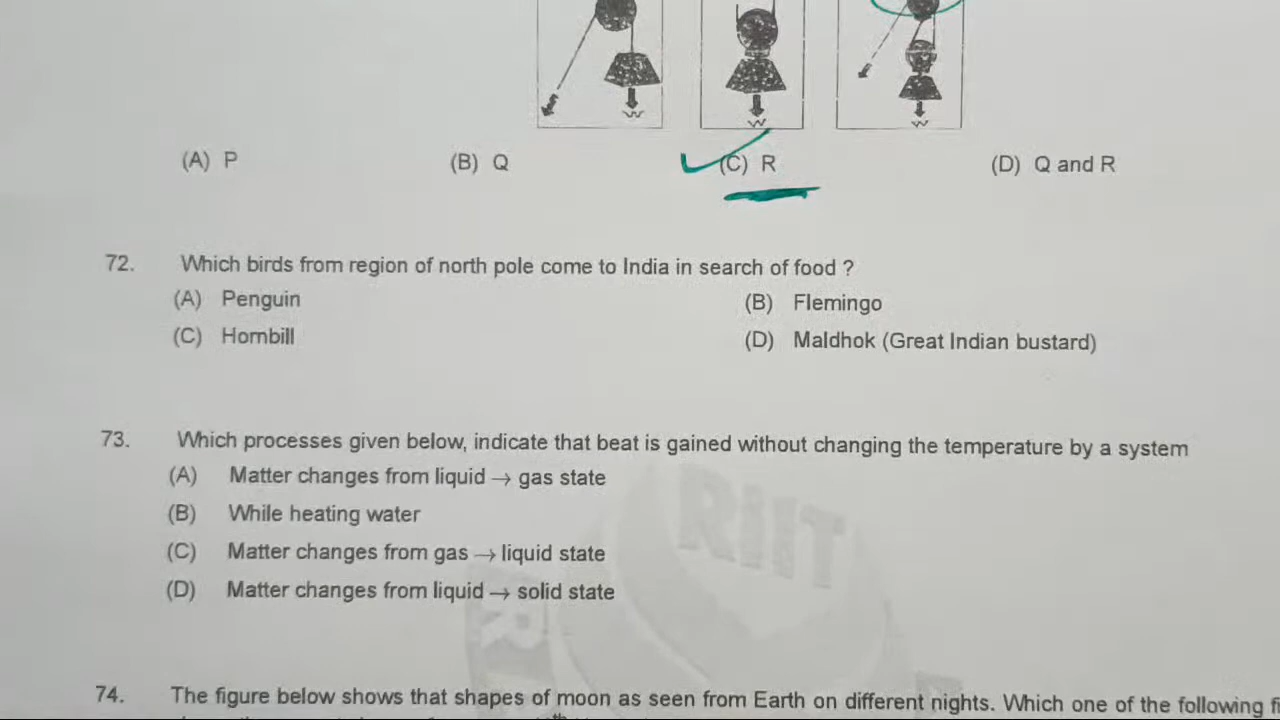 W
W
W
(A) P
(B) Q
(C) R
(D) Q and R
72. Which birds from region of north pole come to India in search of food ?
(A) Penguin
(B) Flemingo
(C) Hornbill
(D) Maldhok (Great Indian bustard)
73. Which processes given below, indicate that beat is gained without changing the temperature by a system
(A) Matter changes from liquid → gas state
(B) While heating water
(C) Matter changes from gas → liquid state
(D) Matter changes from liquid → solid state
74. The figure below shows that shapes of moon as seen from Earth on different nights. Which one of the following